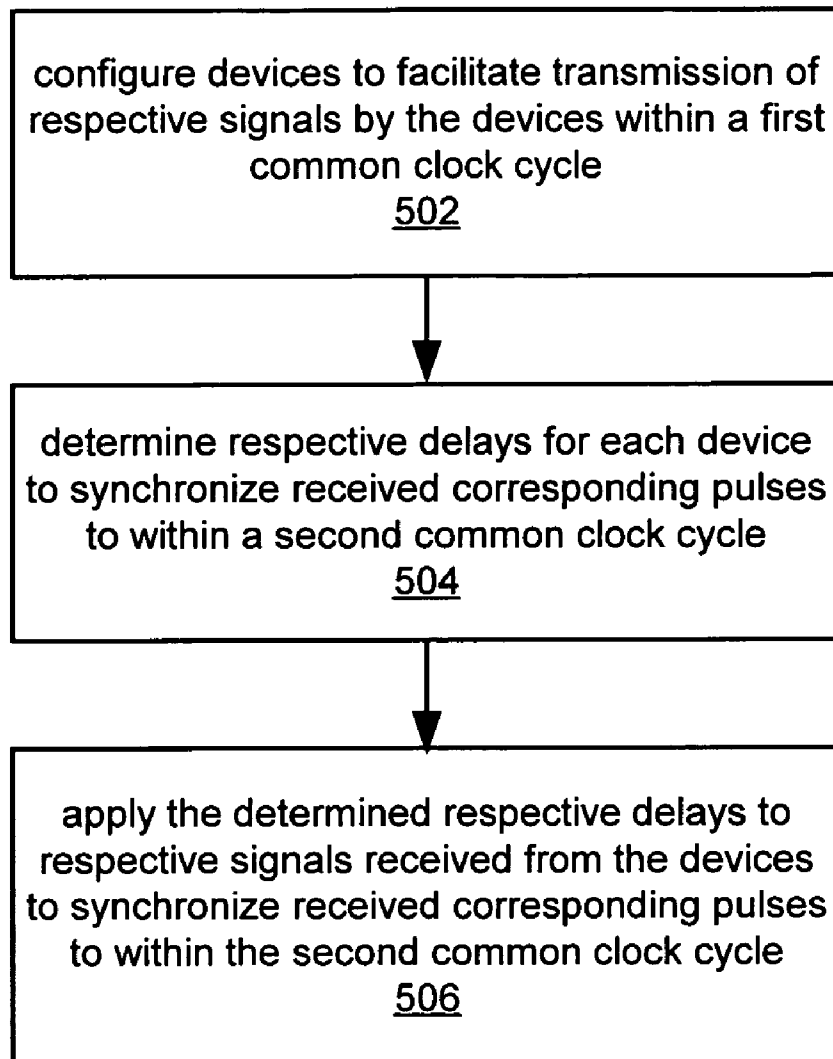 configure devices to facilitate transmission of
respective signals by the devices within a first
common clock cycle
502
determine respective delays for each device
to synchronize received corresponding pulses
to within a second common clock cycle
504
apply the determined respective delays to
respective signals received from the devices
to synchronize received corresponding pulses
to within the second common clock cycle
506